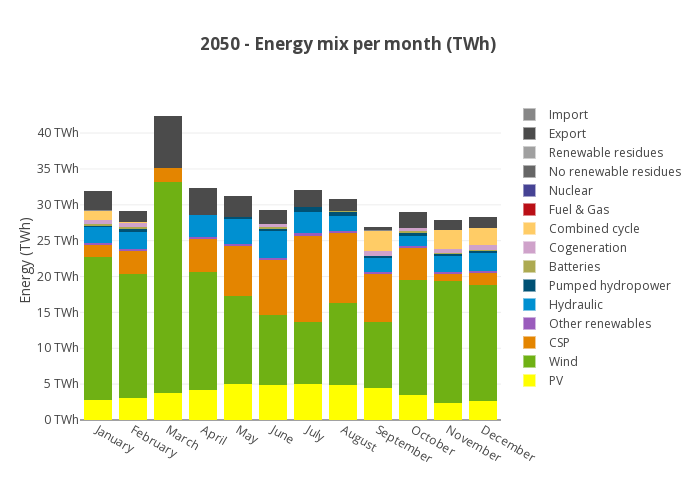 2050 - Energy mix per month (TWh)
40 TWh
35 TWh
30 TWh
25 TWh
20 TWh
15 TWh
10 TWh
5 TWh
0 TWh
Energy (TWh)
January
February
March
April
May
June
July
August
September
October
November
December
Import
Export
Renewable residues
No renewable residues
Nuclear
Fuel & Gas
Combined cycle
Cogeneration
Batteries
Pumped hydropower
Hydraulic
Other renewables
CSP
Wind
PV